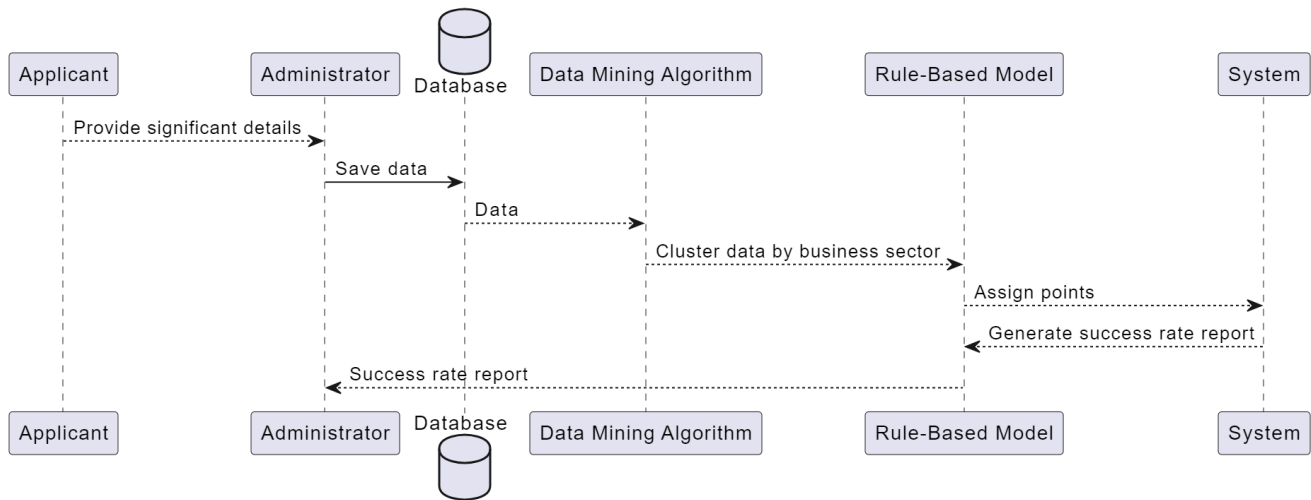 Applicant
Administrator
Database
Data Mining Algorithm
Rule-Based Model
System
Provide significant details
Save data
Data
Cluster data by business sector
Assign points
Generate success rate report
Success rate report
Applicant
Administrator
Database
Data Mining Algorithm
Rule-Based Model
System